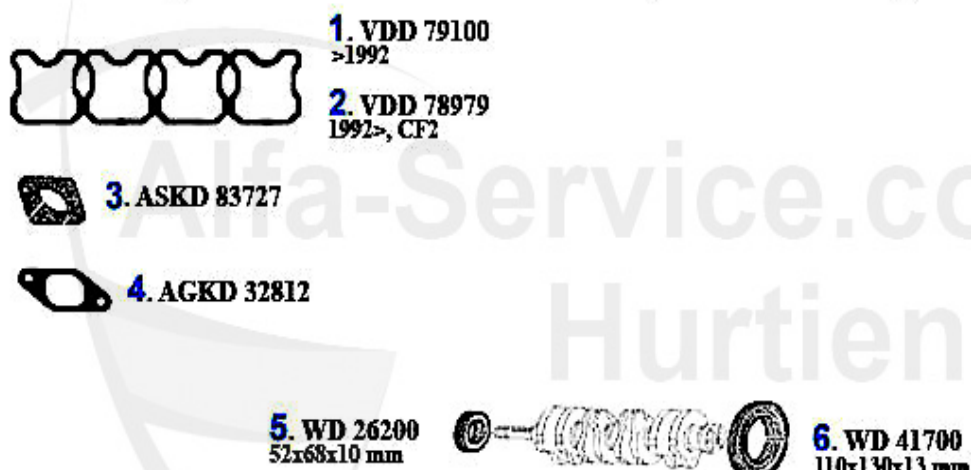 1. VDD 79100
>1992
2. VDD 78979
1992>, CF2
3. ASKD 83727
4. AGKD 32812
5. WD 26200
52x68x10 mm
6. WD 41700
110x130x13 mm
Alfa-Service.co
Hurtien